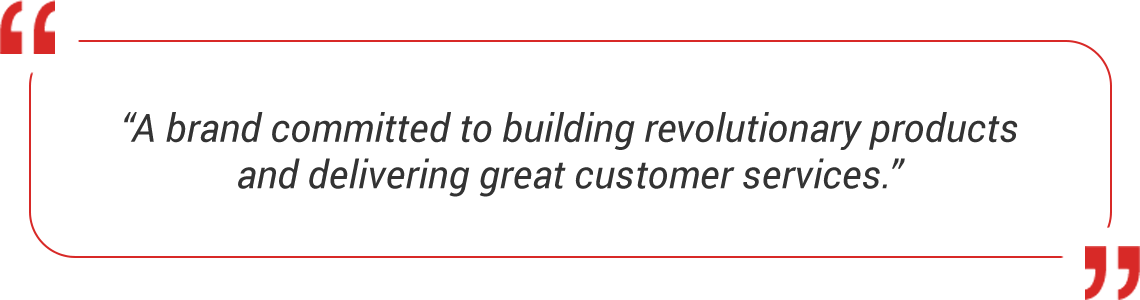 “A brand committed to building revolutionary products
and delivering great customer services.”